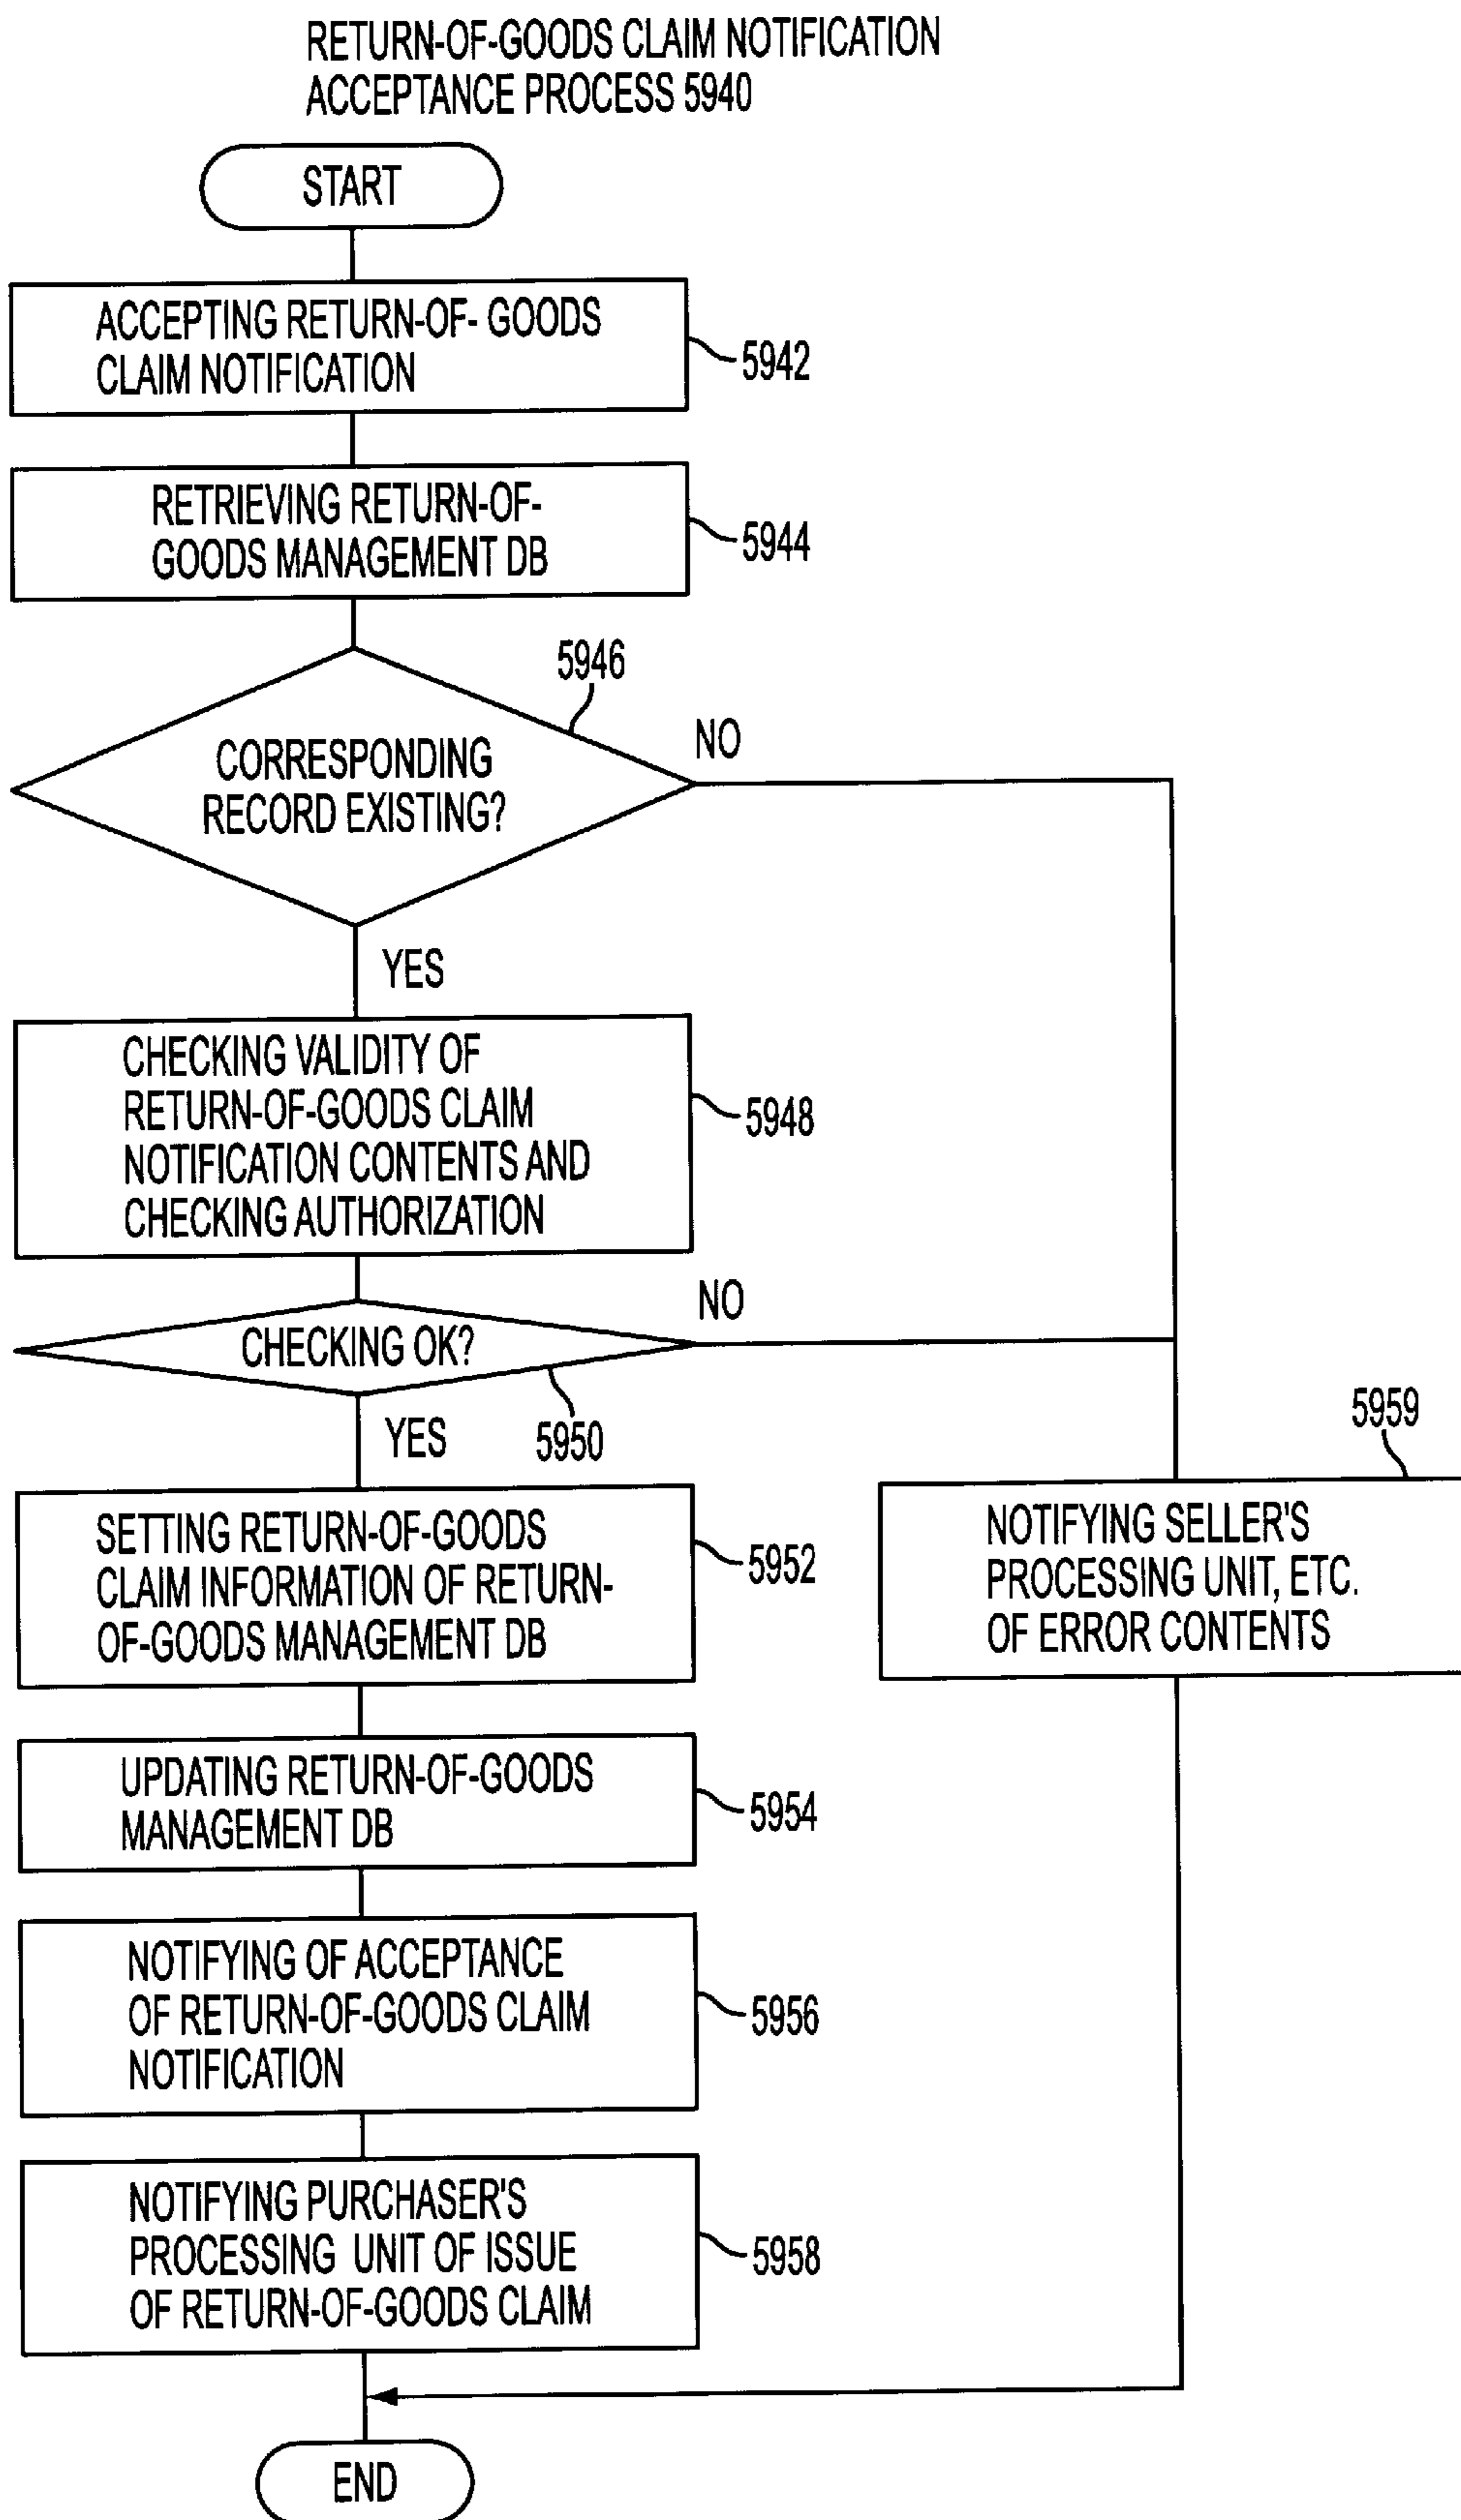 RETURN-OF-GOODS CLAIM NOTIFICATION
ACCEPTANCE PROCESS 5940
START
ACCEPTING RETURN-OF- GOODS
CLAIM NOTIFICATION
5942
RETRIEVING RETURN-OF-
GOODS MANAGEMENT DB
5944
5946
CORRESPONDING
RECORD EXISTING?
NO
YES
CHECKING VALIDITY OF
RETURN-OF-GOODS CLAIM
NOTIFICATION CONTENTS AND
CHECKING AUTHORIZATION
5948
CHECKING OK?
NO
YES
5950
5959
SETTING RETURN-OF-GOODS
CLAIM INFORMATION OF RETURN-
OF-GOODS MANAGEMENT DB
5952
NOTIFYING SELLER'S
PROCESSING UNIT, ETC.
OF ERROR CONTENTS
UPDATING RETURN-OF-GOODS
MANAGEMENT DB
5954
NOTIFYING OF ACCEPTANCE
OF RETURN-OF-GOODS CLAIM
NOTIFICATION
5956
NOTIFYING PURCHASER'S
PROCESSING UNIT OF ISSUE
OF RETURN-OF-GOODS CLAIM
5958
END